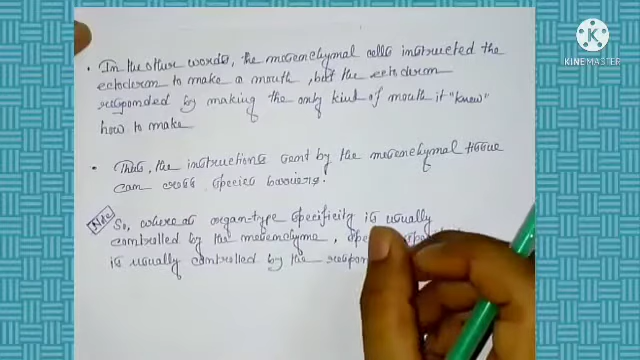 KINEMASTER
• In the other words, the mesenchymal cells instructed the
ectoderm to make a mouth, but the ectoderm
responded by making the only kind of mouth it "knew"
how to make
• Thus, the instructions sent by the mesenchymal tissue
can cross species barriers.
Note
So, where as organ-type specificity is usually
controlled by the mesenchyme,
is usually controlled by the